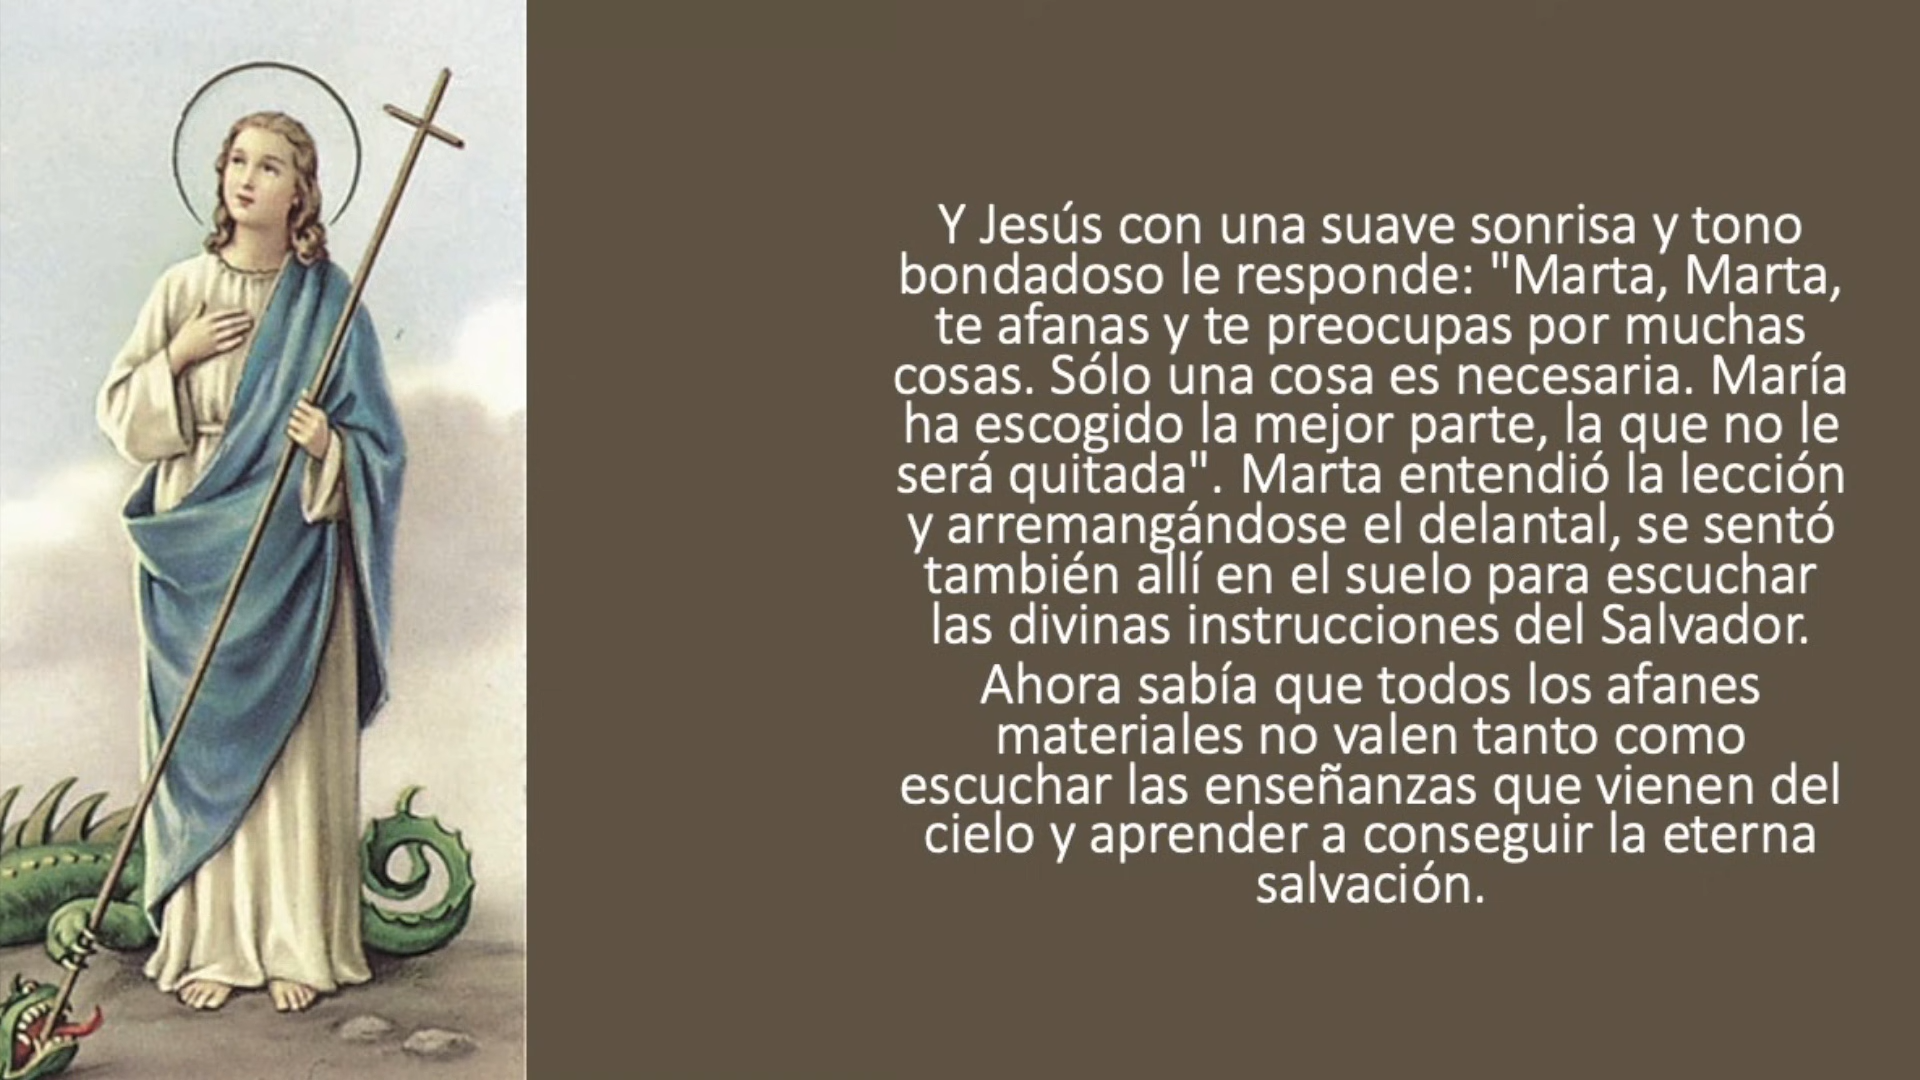 Y Jesús con una suave sonrisa y tono
bondadoso le responde: "Marta, Marta,
te afanas y te preocupas por muchas
cosas. Sólo una cosa es necesaria. María
ha escogido la mejor parte, la que no le
será quitada". Marta entendió la lección
y arremangándose el delantal, se sentó
también allí en el suelo para escuchar
las divinas instrucciones del Salvador.
Ahora sabía que todos los afanes
materiales no valen tanto como
escuchar las enseñanzas que vienen del
cielo y aprender a conseguir la eterna
salvación.